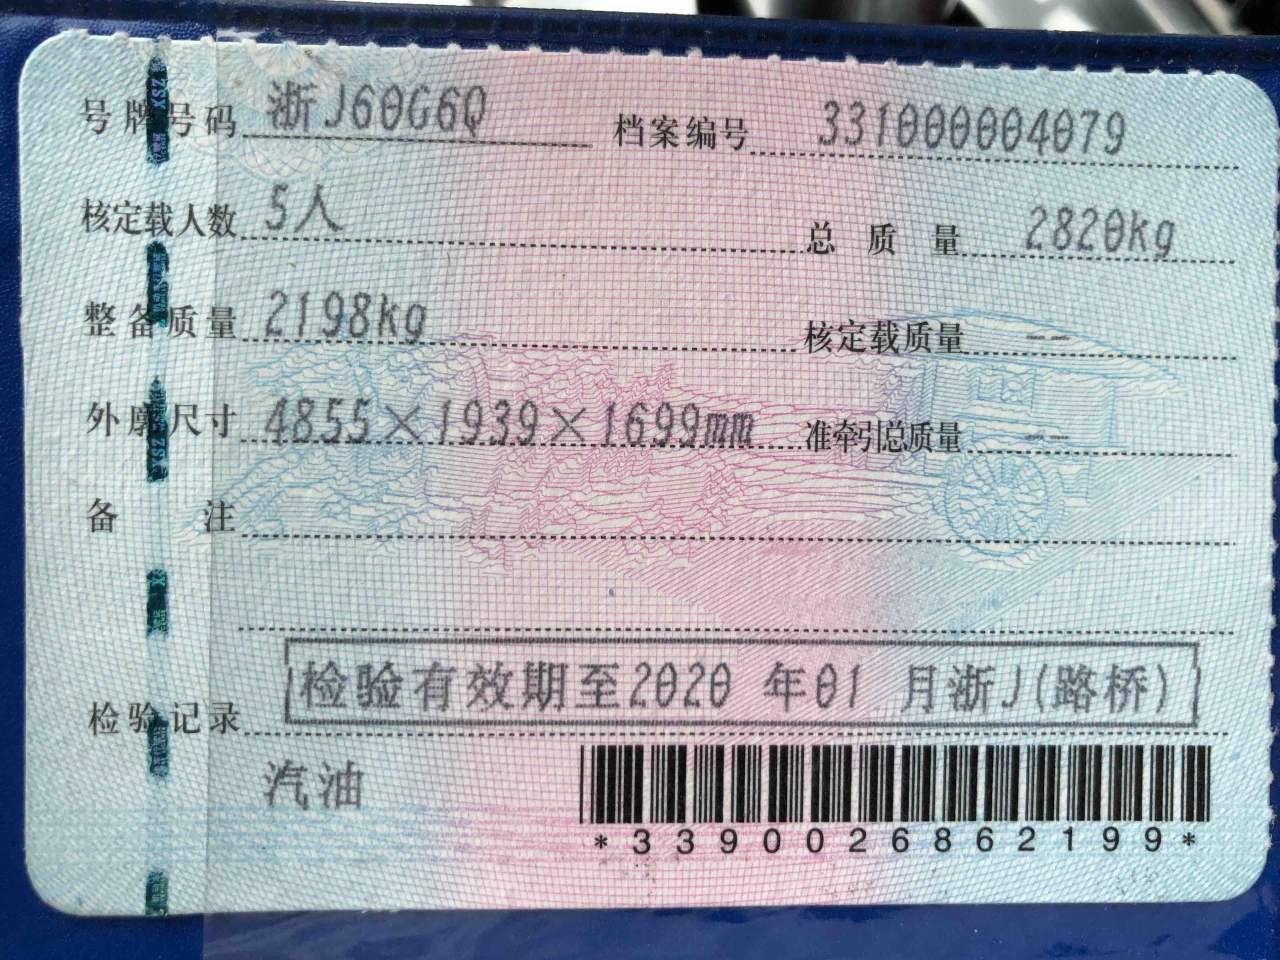 号牌号码 浙J60G6Q 档案编号 331000004079
核定载人数 5人 总质量 2820kg
整备质量 2198kg 核定载质量 --
外廓尺寸 4855×1939×1699mm 准牵引总质量 --
备注
检验记录 检验有效期至2020年01月浙J(路桥)
汽油
*3390026862199*